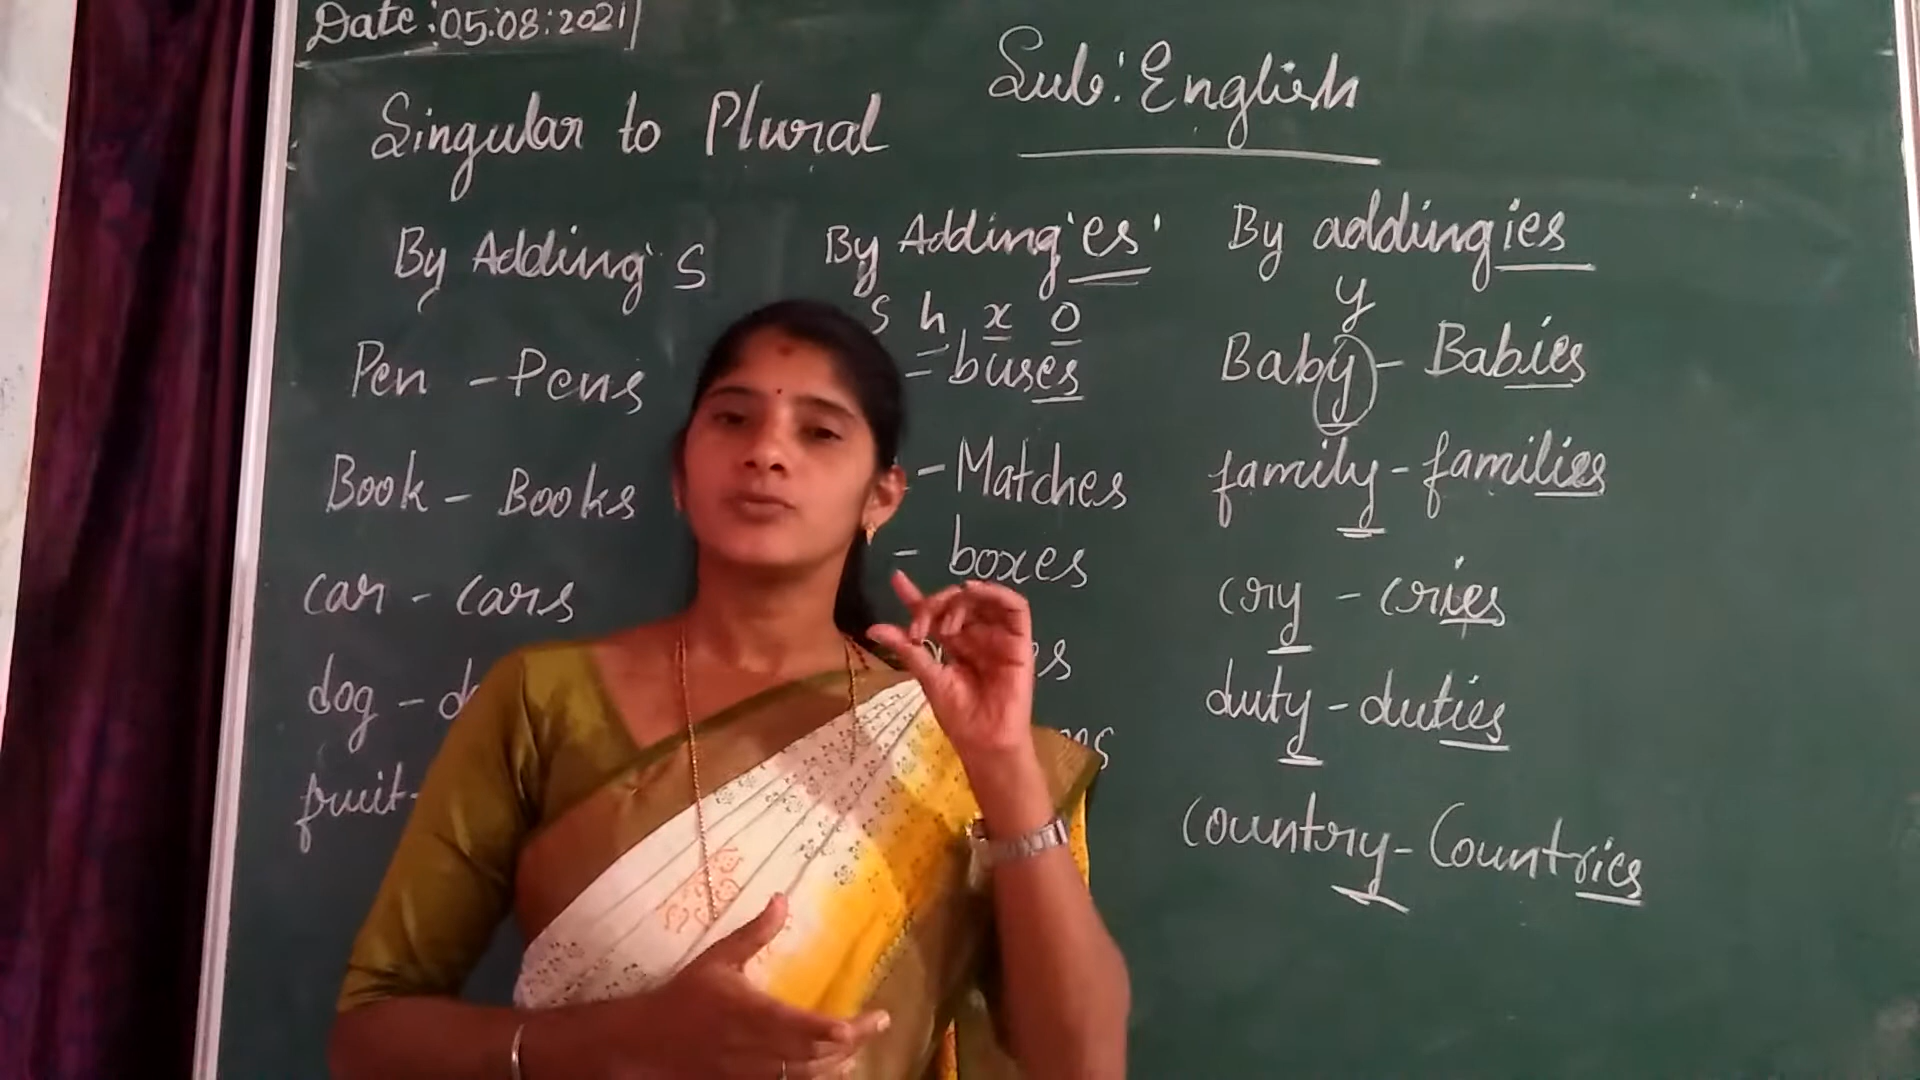 Date: 05:08:2021
Sub: English
Singular to Plural
By Adding S
Pen - Pens
Book - Books
car - cars
dog -
fruit -
By Adding 'es'
s h x o
- buses
- Matches
- boxes
By adding ies
y
Baby - Babies
family - families
cry - cries
duty - duties
country - Countries